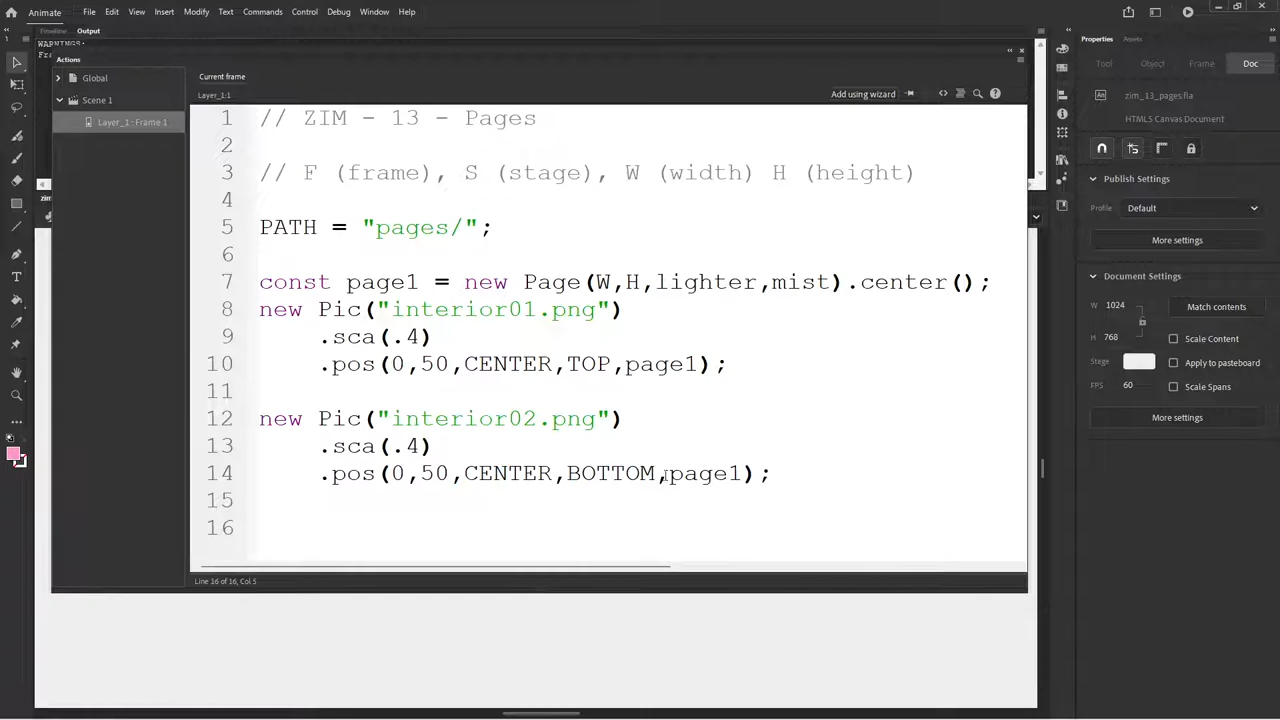 Animate File Edit View Insert Modify Text Commands Control Debug Window Help
Timeline Output
WARNINGS:
Actions
Global
Scene 1
Layer_1 - Frame 1
Current frame
Layer_1:1
Add using wizard
1 // ZIM - 13 - Pages
2
3 // F (frame), S (stage), W (width) H (height)
4
5 PATH = "pages/";
6
7 const page1 = new Page(W,H,lighter,mist).center();
8 new Pic("interior01.png")
9 .sca(.4)
10 .pos(0,50,CENTER,TOP,page1);
11
12 new Pic("interior02.png")
13 .sca(.4)
14 .pos(0,50,CENTER,BOTTOM,page1);
15
16
Line 16 of 16, Col 5
Properties Assets
Tool Object Frame Doc
zim_13_pages.fla
HTML5 Canvas Document
Publish Settings
Profile Default
More settings
Document Settings
W 1024 Match contents
H 768 Scale Content
Stage Apply to pasteboard
FPS 60 Scale Spans
More settings